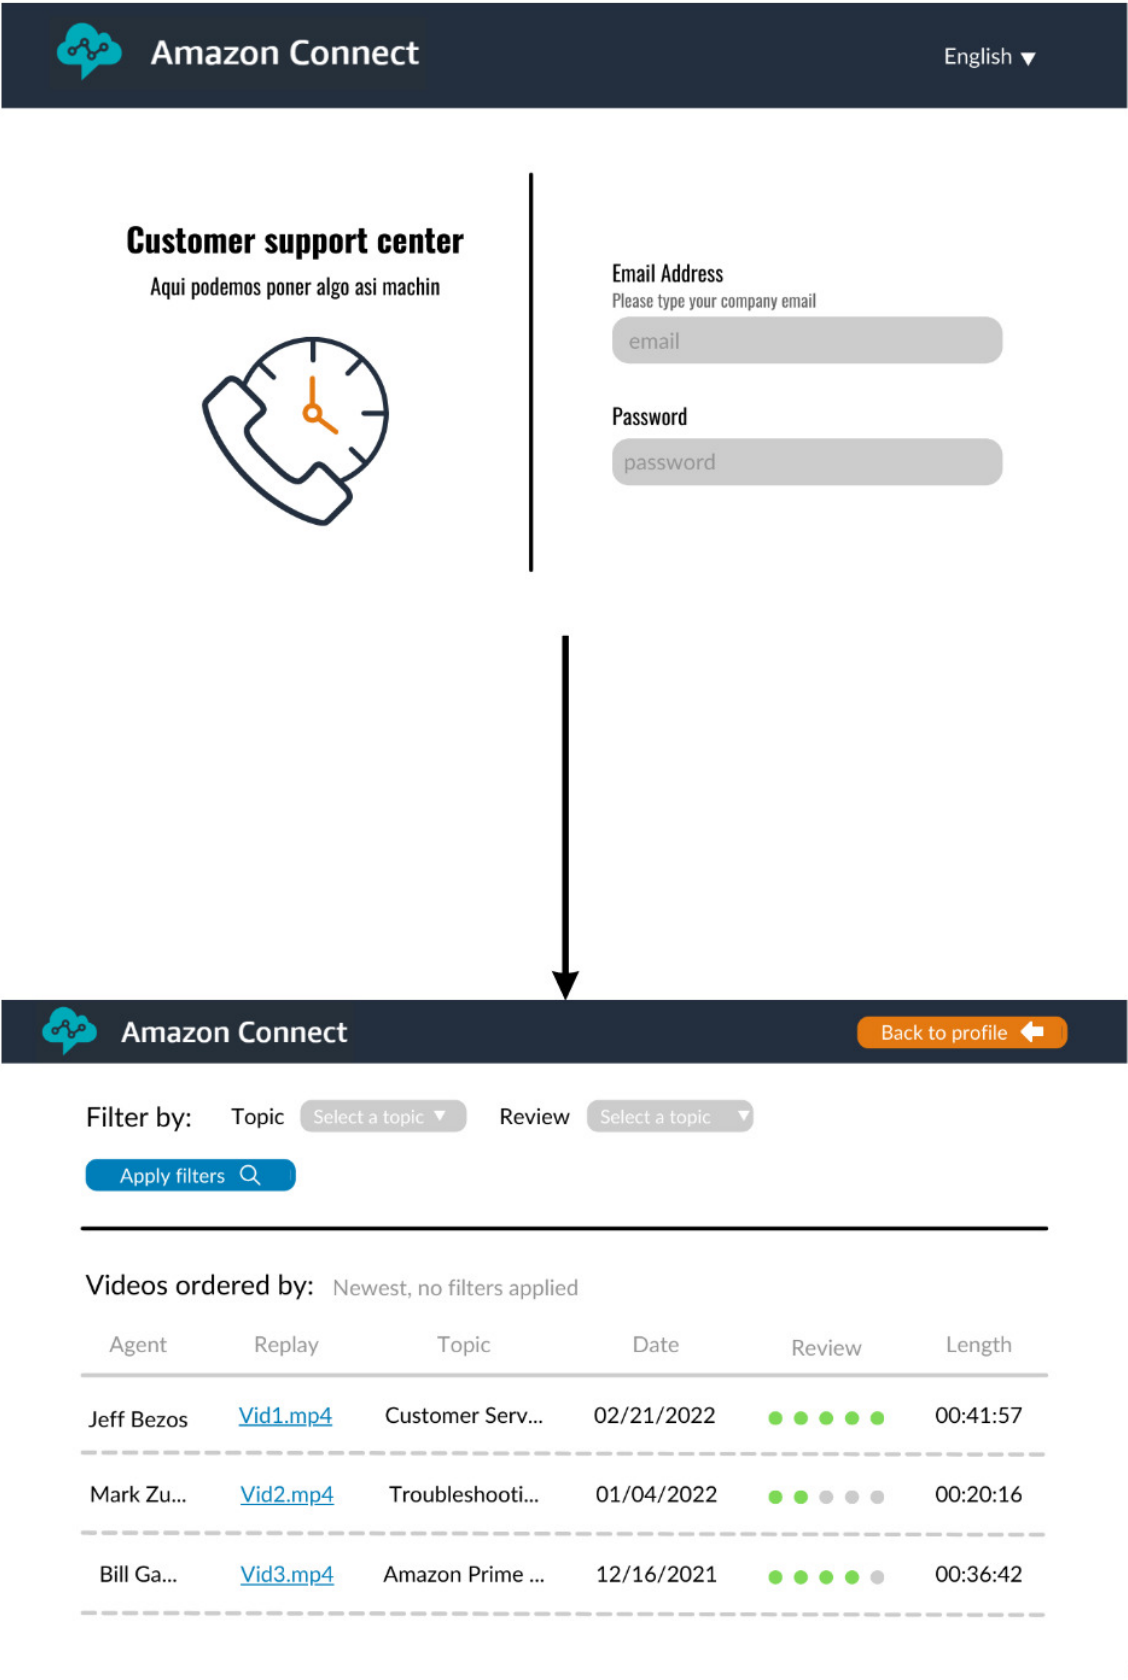 Amazon Connect
English ▼
Customer support center
Aqui podemos poner algo asi machin
Email Address
Please type your company email
email
Password
password
Amazon Connect
Back to profile
Filter by: Topic Select a topic ▼ Review Select a topic ▼
Apply filters
Videos ordered by: Newest, no filters applied
Agent Replay Topic Date Review Length
Jeff Bezos Vid1.mp4 Customer Serv... 02/21/2022 00:41:57
Mark Zu... Vid2.mp4 Troubleshooti... 01/04/2022 00:20:16
Bill Ga... Vid3.mp4 Amazon Prime ... 12/16/2021 00:36:42